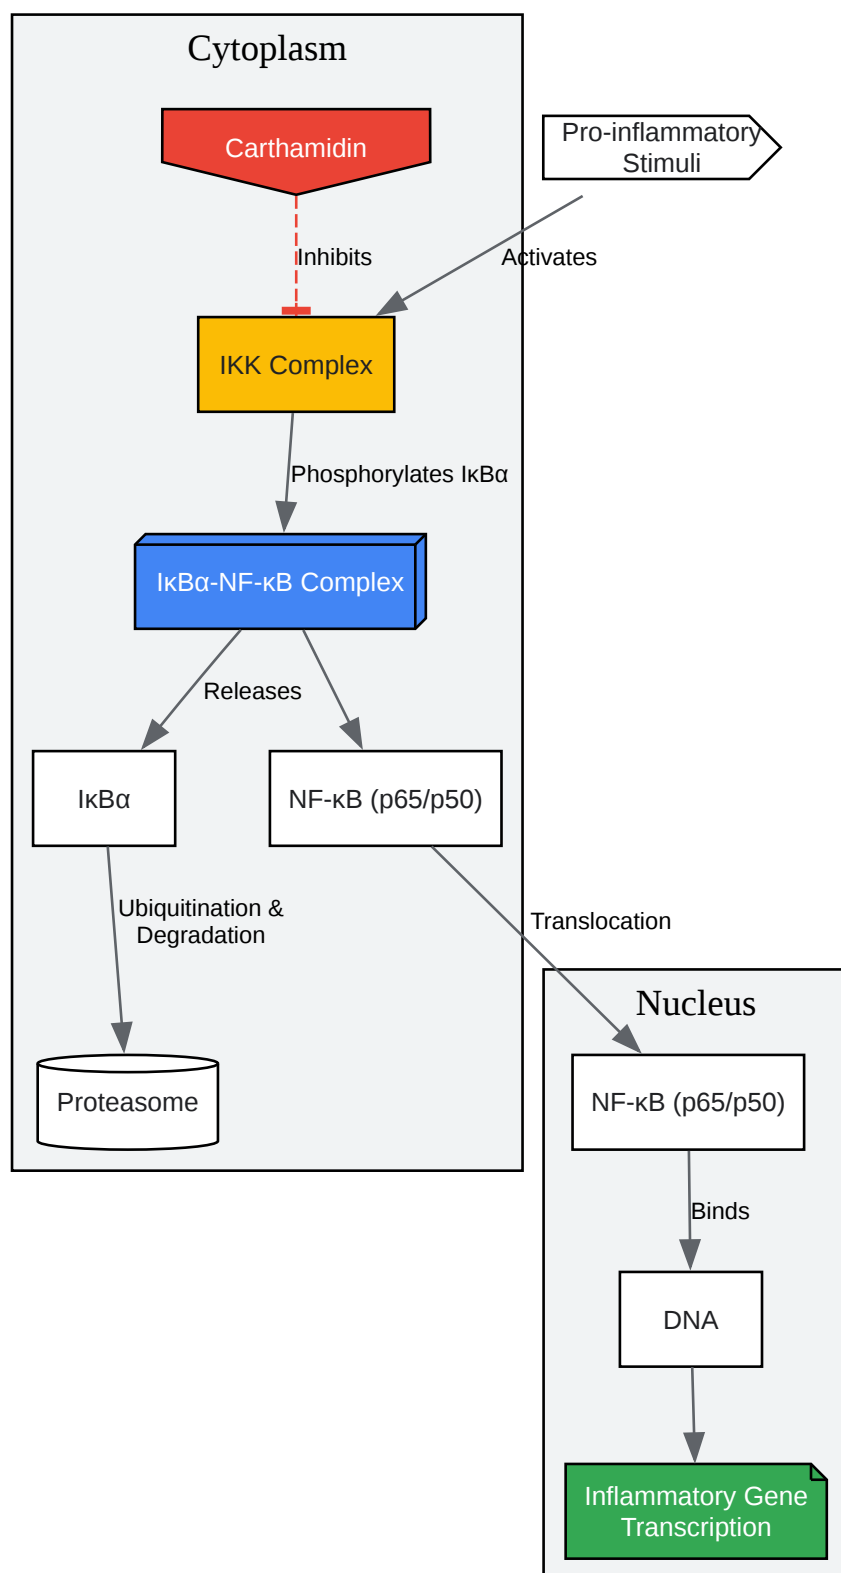 Cytoplasm
Carthamidin
Pro-inflammatory
Stimuli
Inhibits
Activates
IKK Complex
Phosphorylates IκBα
IκBα-NF-κB Complex
Releases
IκBα
NF-κB (p65/p50)
Ubiquitination &
Degradation
Translocation
Nucleus
Proteasome
NF-κB (p65/p50)
Binds
DNA
Inflammatory Gene
Transcription